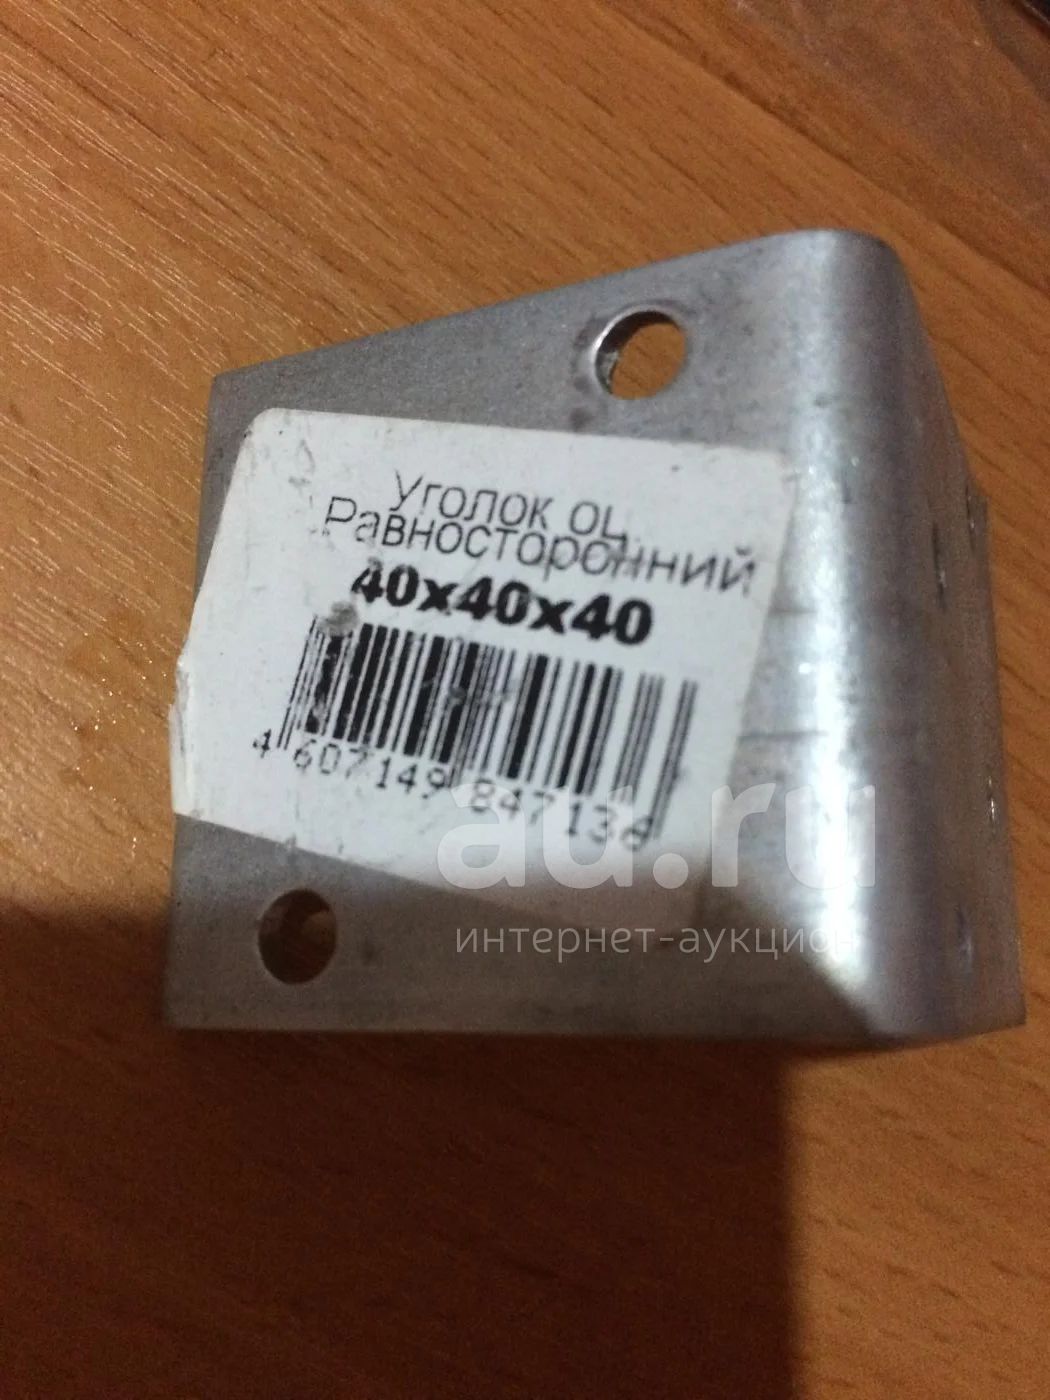 Уголок оц.
Равносторонний
40x40x40
4 607149 847138
au.ru
интернет-аукцион